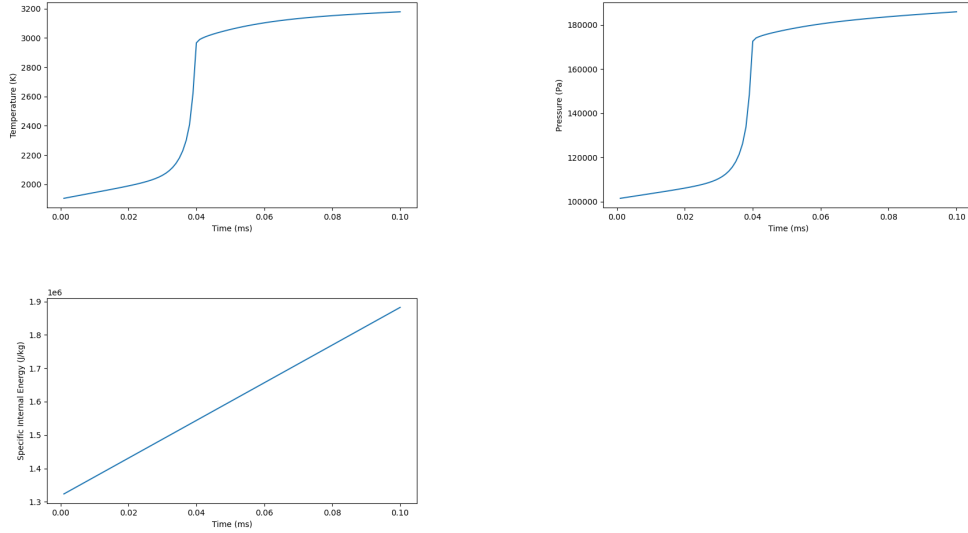 3200
3000
2800
2600
2400
2200
2000
Temperature (K)
0.00 0.02 0.04 0.06 0.08 0.10
Time (ms)
180000
160000
140000
120000
100000
Pressure (Pa)
0.00 0.02 0.04 0.06 0.08 0.10
Time (ms)
1e6
1.9
1.8
1.7
1.6
1.5
1.4
1.3
Specific Internal Energy (J/kg)
0.00 0.02 0.04 0.06 0.08 0.10
Time (ms)